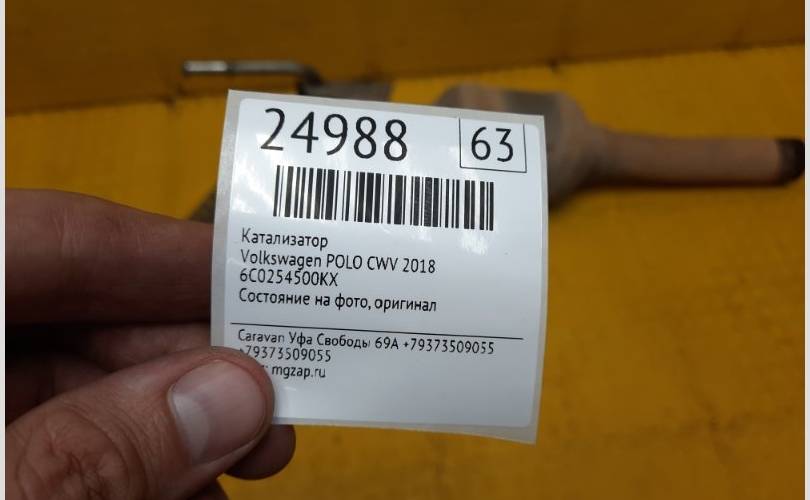 24988 63
Катализатор
Volkswagen POLO CWV 2018
6C0254500KX
Состояние на фото, оригинал
Caravan Уфа Свободы 69А +79373509055
+79373509055
mgzap.ru